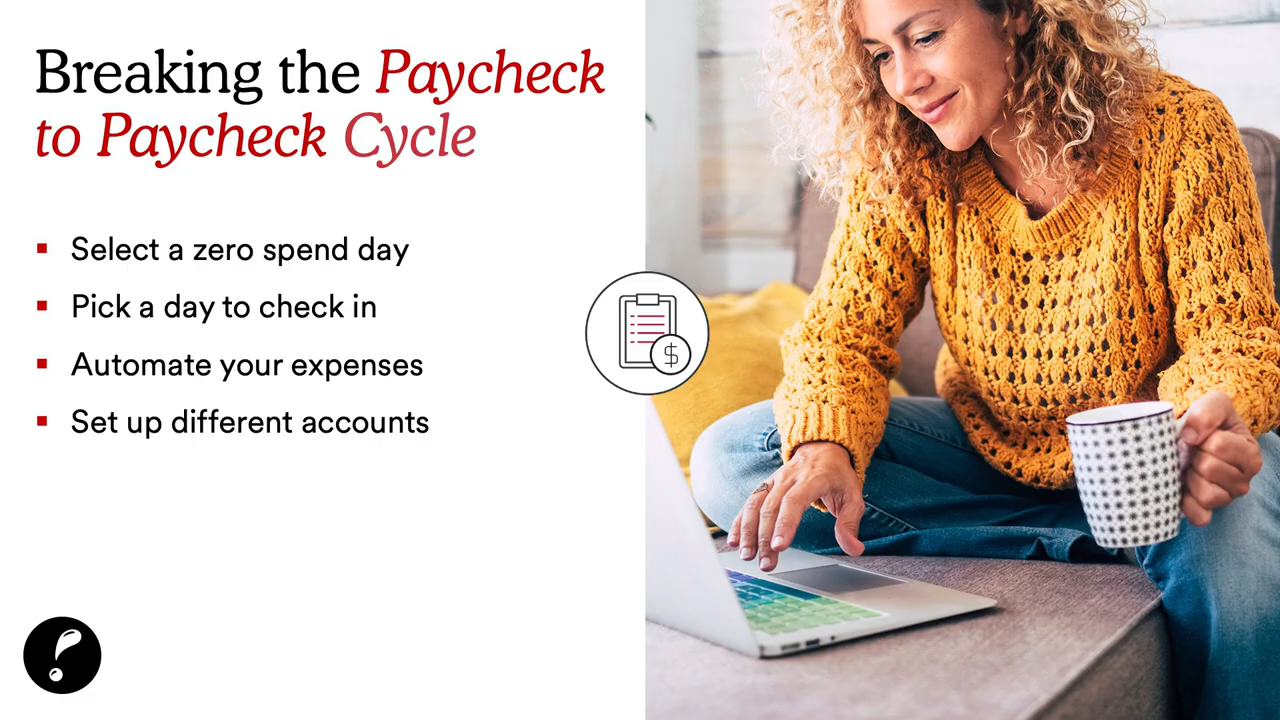 Breaking the Paycheck
to Paycheck Cycle
Select a zero spend day
Pick a day to check in
Automate your expenses
Set up different accounts
$